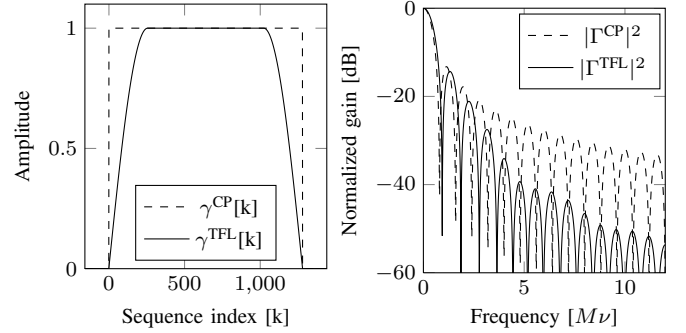 1
0.5
0
Amplitude
γ^CP[k]
γ^TFL[k]
0
500
1,000
Sequence index [k]
0
−20
−40
−60
Normalized gain [dB]
|Γ^CP|^2
|Γ^TFL|^2
0
5
10
Frequency [Mν]